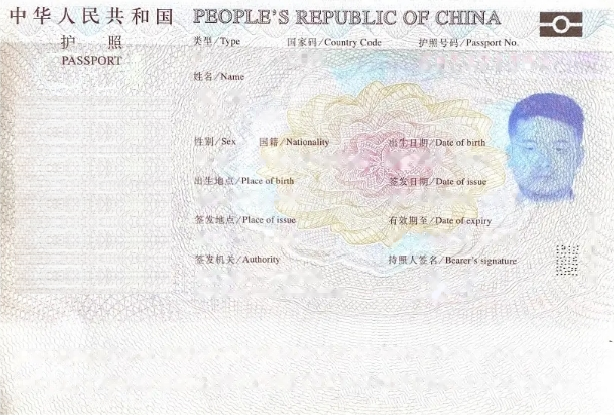 中华人民共和国 PEOPLE'S REPUBLIC OF CHINA
护 照
PASSPORT
类型/Type 国家码/Country Code 护照号码/Passport No.
姓名/Name
性别/Sex 国籍/Nationality 出生日期/Date of birth
出生地点/Place of birth 签发日期/Date of issue
签发地点/Place of issue 有效期至/Date of expiry
签发机关/Authority 持照人签名/Bearer's signature